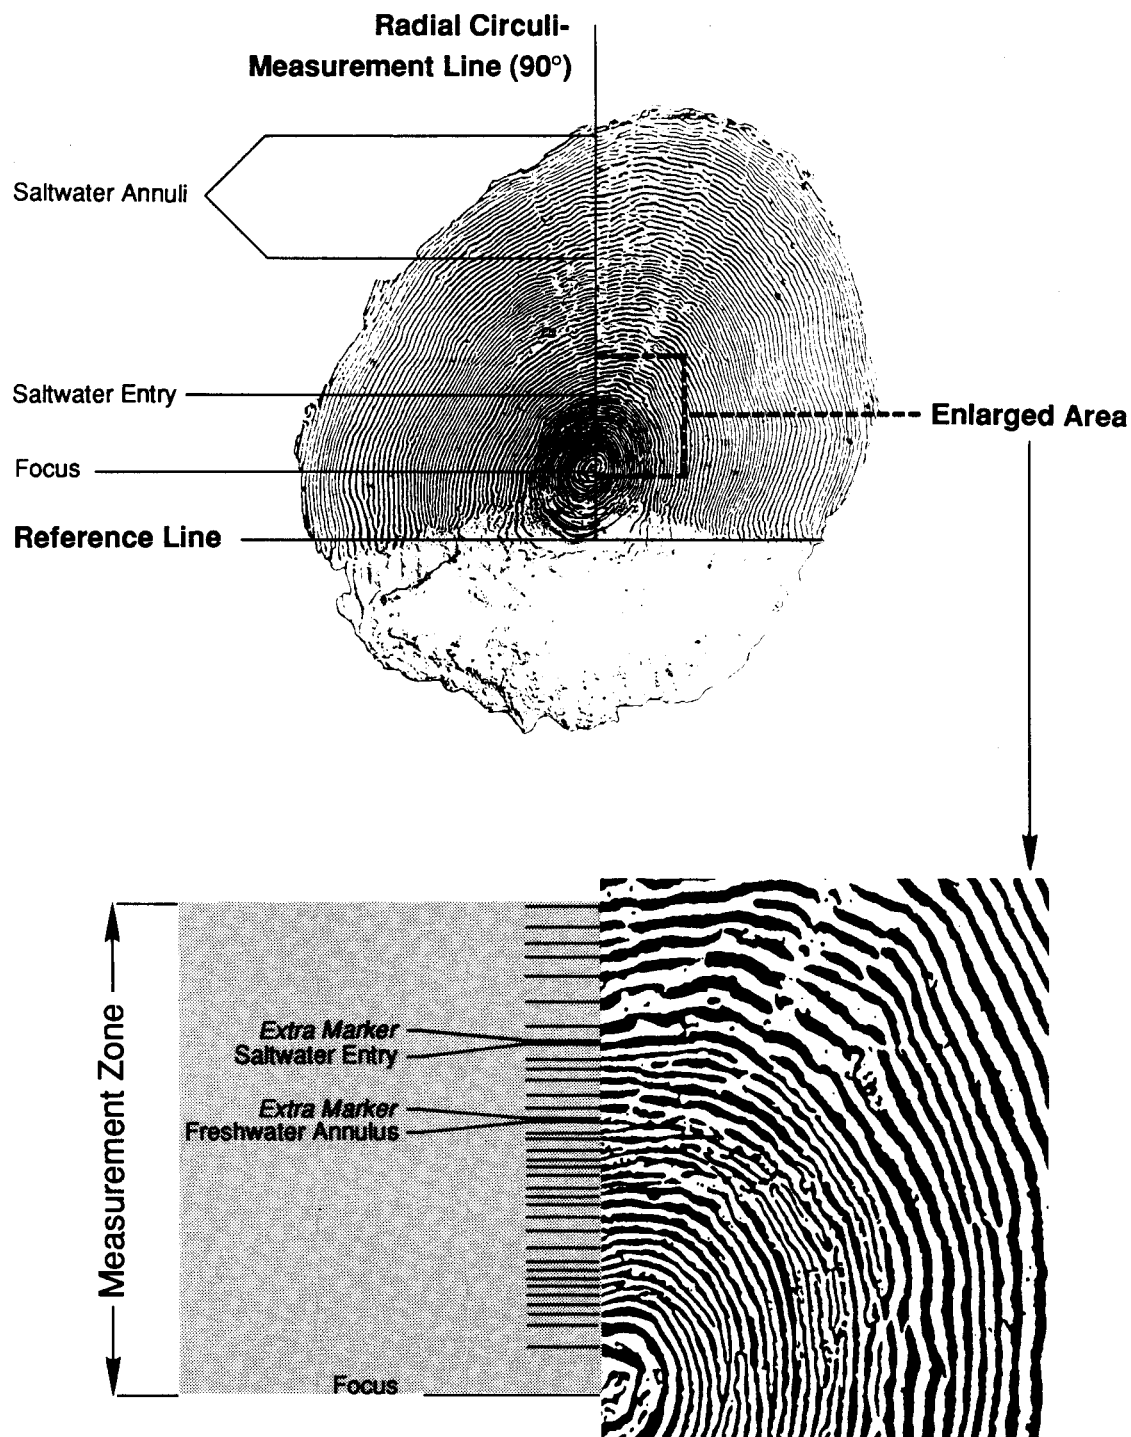 Radial Circuli-
Measurement Line (90°)
Saltwater Annuli
Saltwater Entry
Enlarged Area
Focus
Reference Line
Measurement Zone
Extra Marker
Saltwater Entry
Extra Marker
Freshwater Annulus
Focus